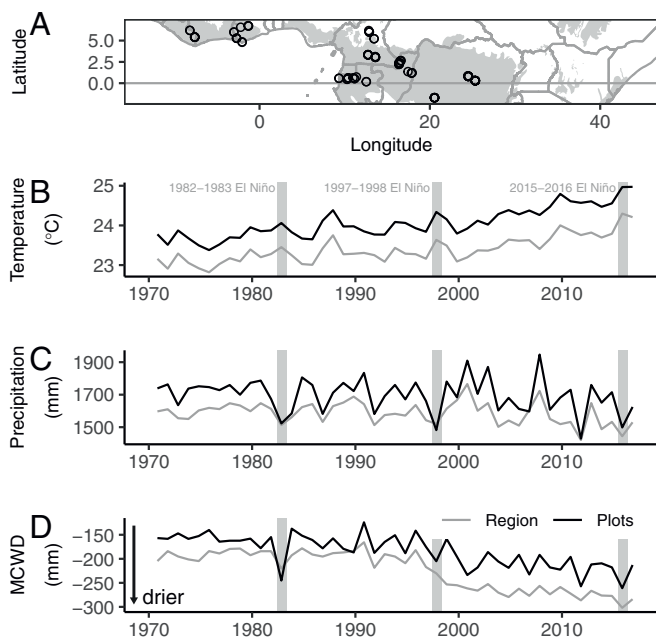 A
Latitude
5.0
2.5
0.0
0
20
40
Longitude
B
Temperature
(°C)
25
24
23
1982−1983 El Niño
1997−1998 El Niño
2015−2016 El Niño
1970
1980
1990
2000
2010
C
Precipitation
(mm)
1900
1700
1500
1970
1980
1990
2000
2010
D
MCWD
(mm)
−150
−200
−250
−300
drier
Region
Plots
1970
1980
1990
2000
2010